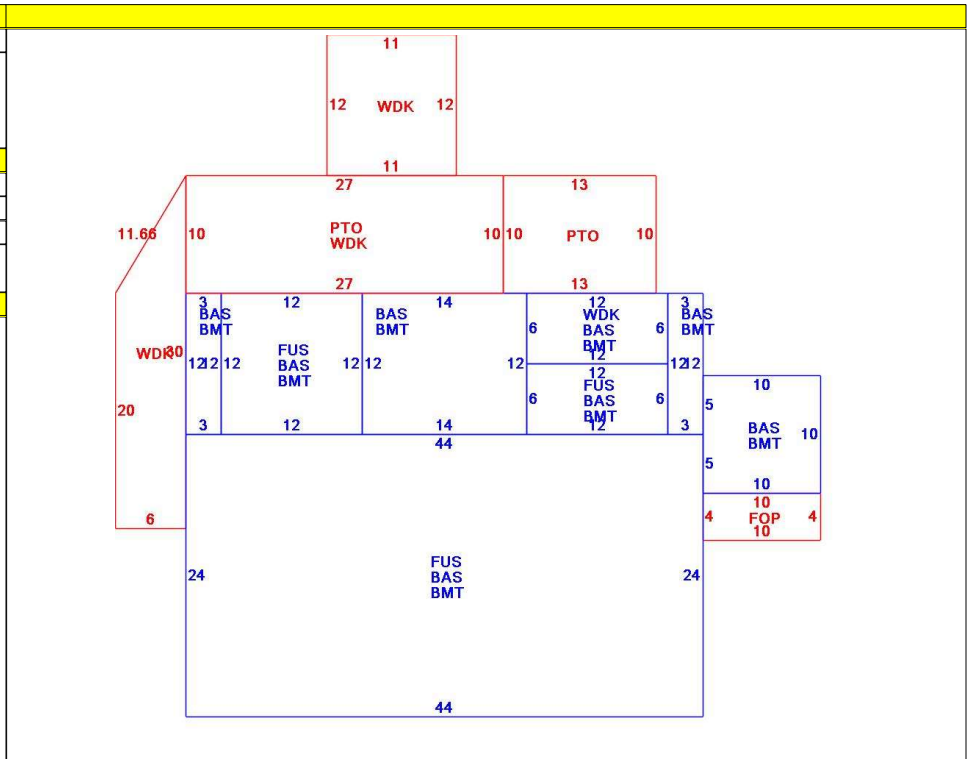 11
12 WDK 12
11
27 13
11.66 10 PTO WDK 10 10 PTO 10
27 13
3 12 14 12 3
BAS BMT BAS BMT WDK BAS BMT BAS BMT
6 6
12
WDK 30 12 12 12 FUS BAS BMT 12 12 12 12 12
12
10
5
20 6 FUS BAS BMT 6
BAS BMT 10
3 12 14 12 3
44
5
10
10
6 4 FOP 4
10
24 FUS BAS BMT 24
44